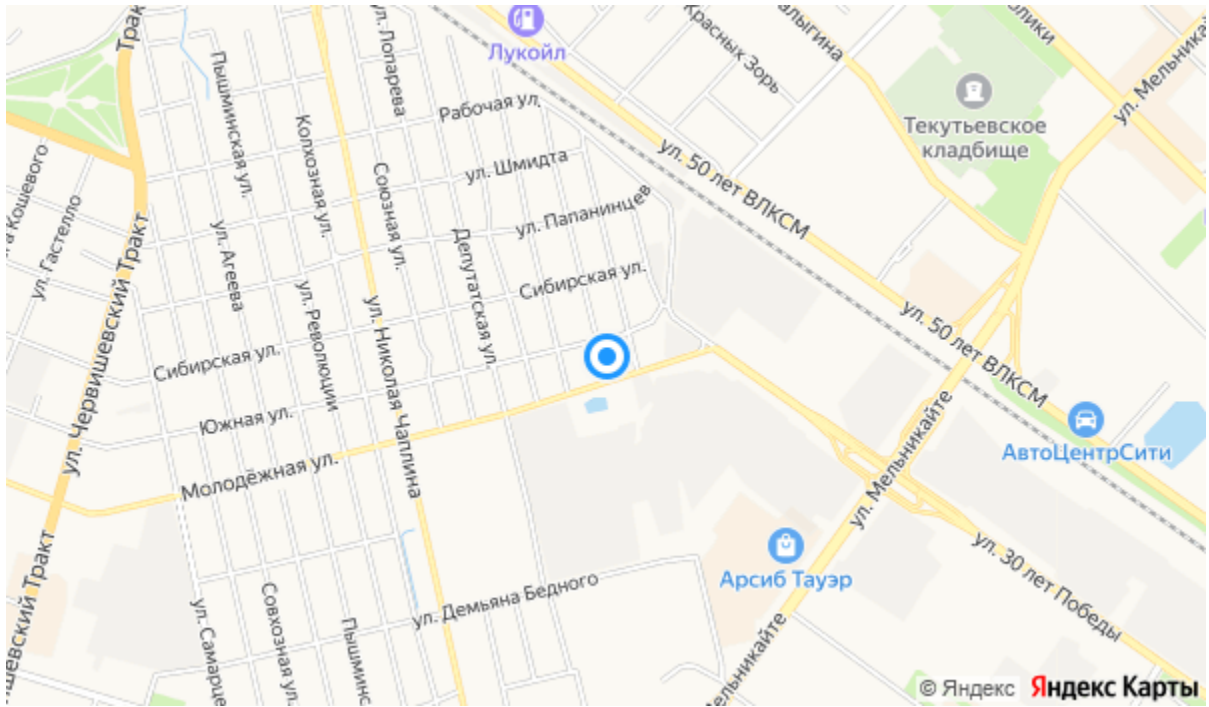 Тракт
ул. Лопарева
Лукойл
Красных Зорь
ул. Мельникайте
Пышминская ул.
Рабочая ул.
Текутьевское
кладбище
Колхозная ул.
Союзная ул.
ул. Шмидта
ул. 50 лет ВЛКСМ
ул. Гастелло
ул. Агеева
ул. Папанинцев
Депутатская ул.
Сибирская ул.
ул. Червишевский Тракт
ул. Революции
ул. Николая Чаплина
ул. 50 лет ВЛКСМ
Сибирская ул.
Южная ул.
АвтоЦентрСити
Молодёжная ул.
ул. Мельникайте
Арсиб Тауэр
ул. 30 лет Победы
ул. Демьяна Бедного
Совхозная ул.
© Яндекс Яндекс Карты